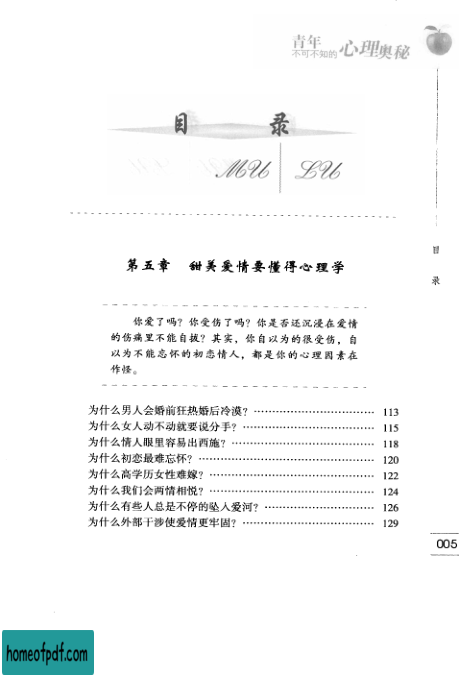 青年
不可不知的心理奥秘
目 录
MU LU
目
录
第五章 甜美爱情要懂得心理学
你爱了吗？你受伤了吗？你是否还沉浸在爱情
的伤痛里不能自拔？其实，你自以为的很受伤，自
以为不能忘怀的初恋情人，都是你的心理因素在
作怪。
为什么男人会婚前狂热婚后冷漠？ 113
为什么女人动不动就要说分手？ 115
为什么情人眼里容易出西施？ 118
为什么初恋最难忘怀？ 120
为什么高学历女性难嫁？ 122
为什么我们会两情相悦？ 124
为什么有些人总是不停的坠入爱河？ 126
为什么外部干涉使爱情更牢固？ 129
005
homeofpdf.com